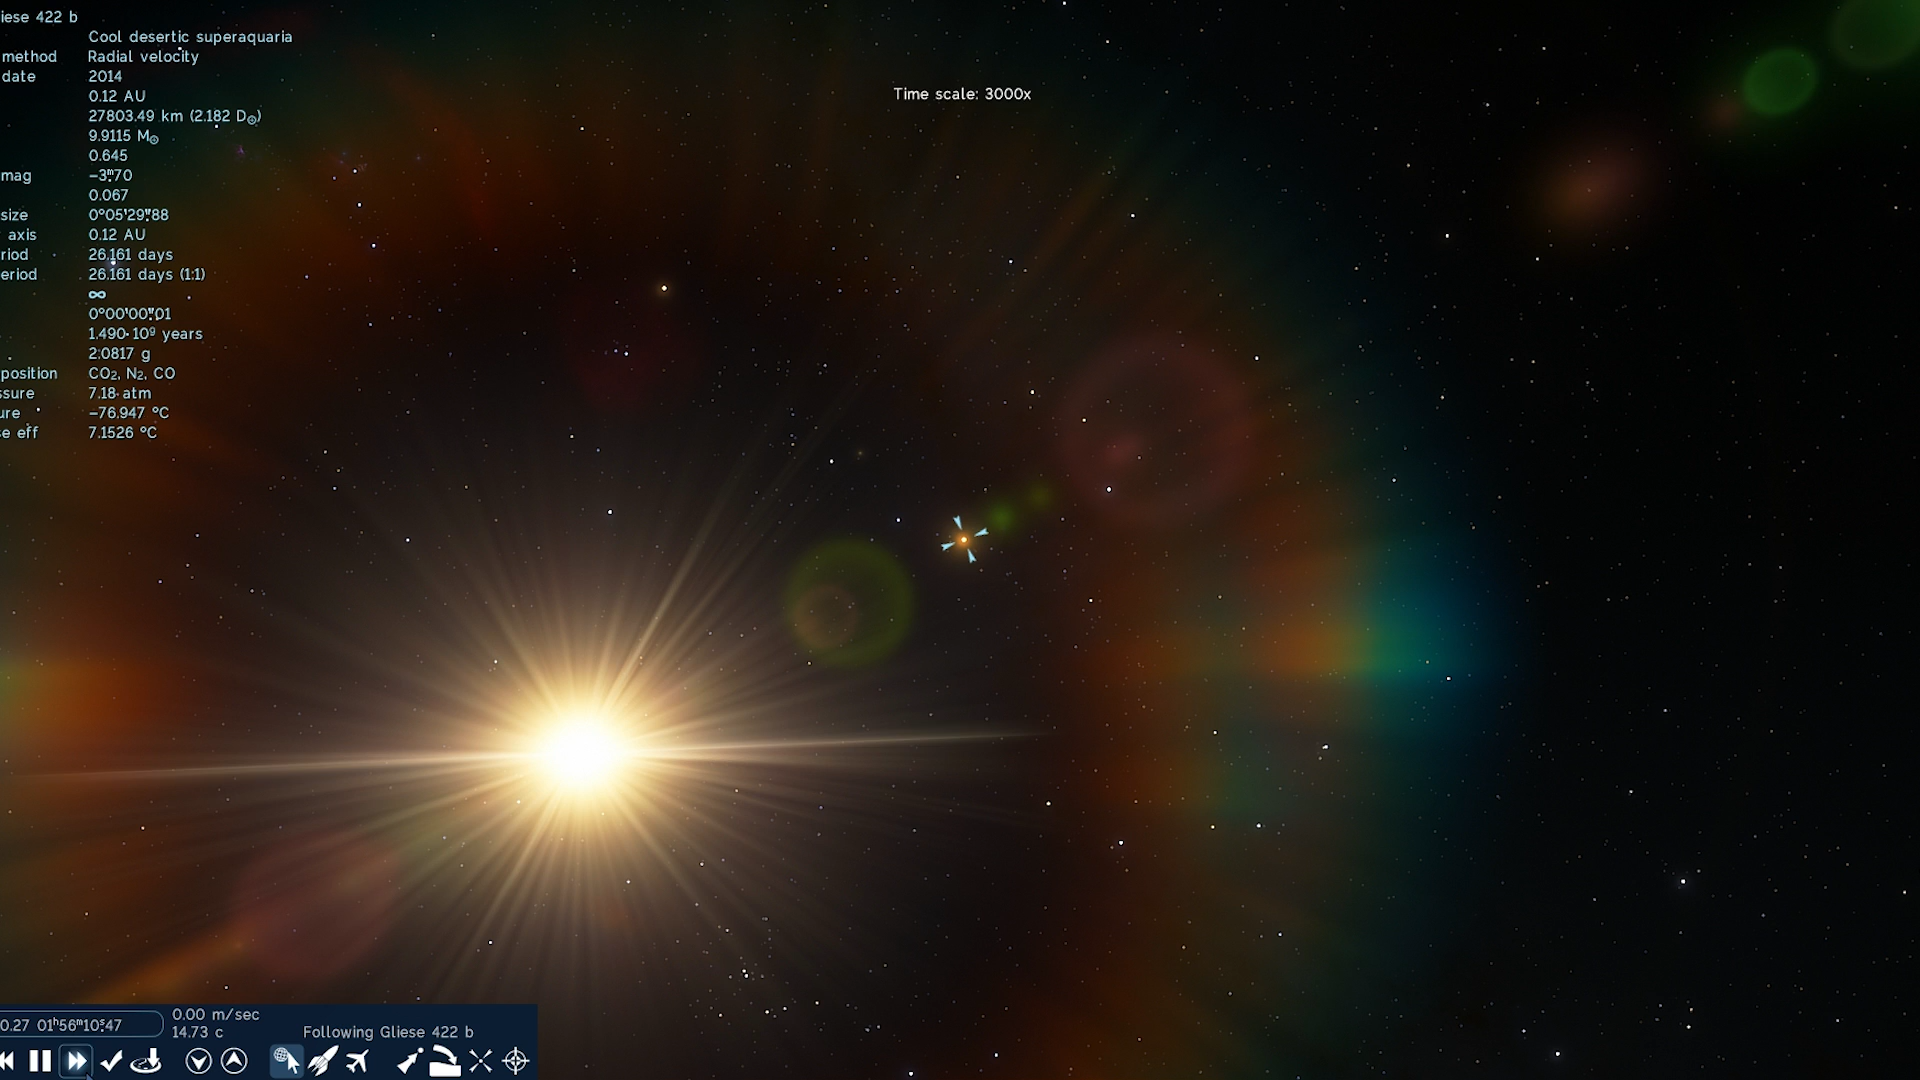 iese 422 b
Cool desertic superaquaria
method Radial velocity
date 2014
0.12 AU
27803.49 km (2.182 D⊙)
9.9115 M⊙
0.645
mag −3ᵐ.70
0.067
size 0°05'29".88
axis 0.12 AU
riod 26.161 days
eriod 26.161 days (1:1)
∞
0°00'00".01
1.490·10⁹ years
2.0817 g
position CO₂, N₂, CO
ssure 7.18 atm
ure −76.947 °C
e eff 7.1526 °C
Time scale: 3000x
0.27 01ʰ56ᵐ10ˢ.47
0.00 m/sec
14.73 c
Following Gliese 422 b